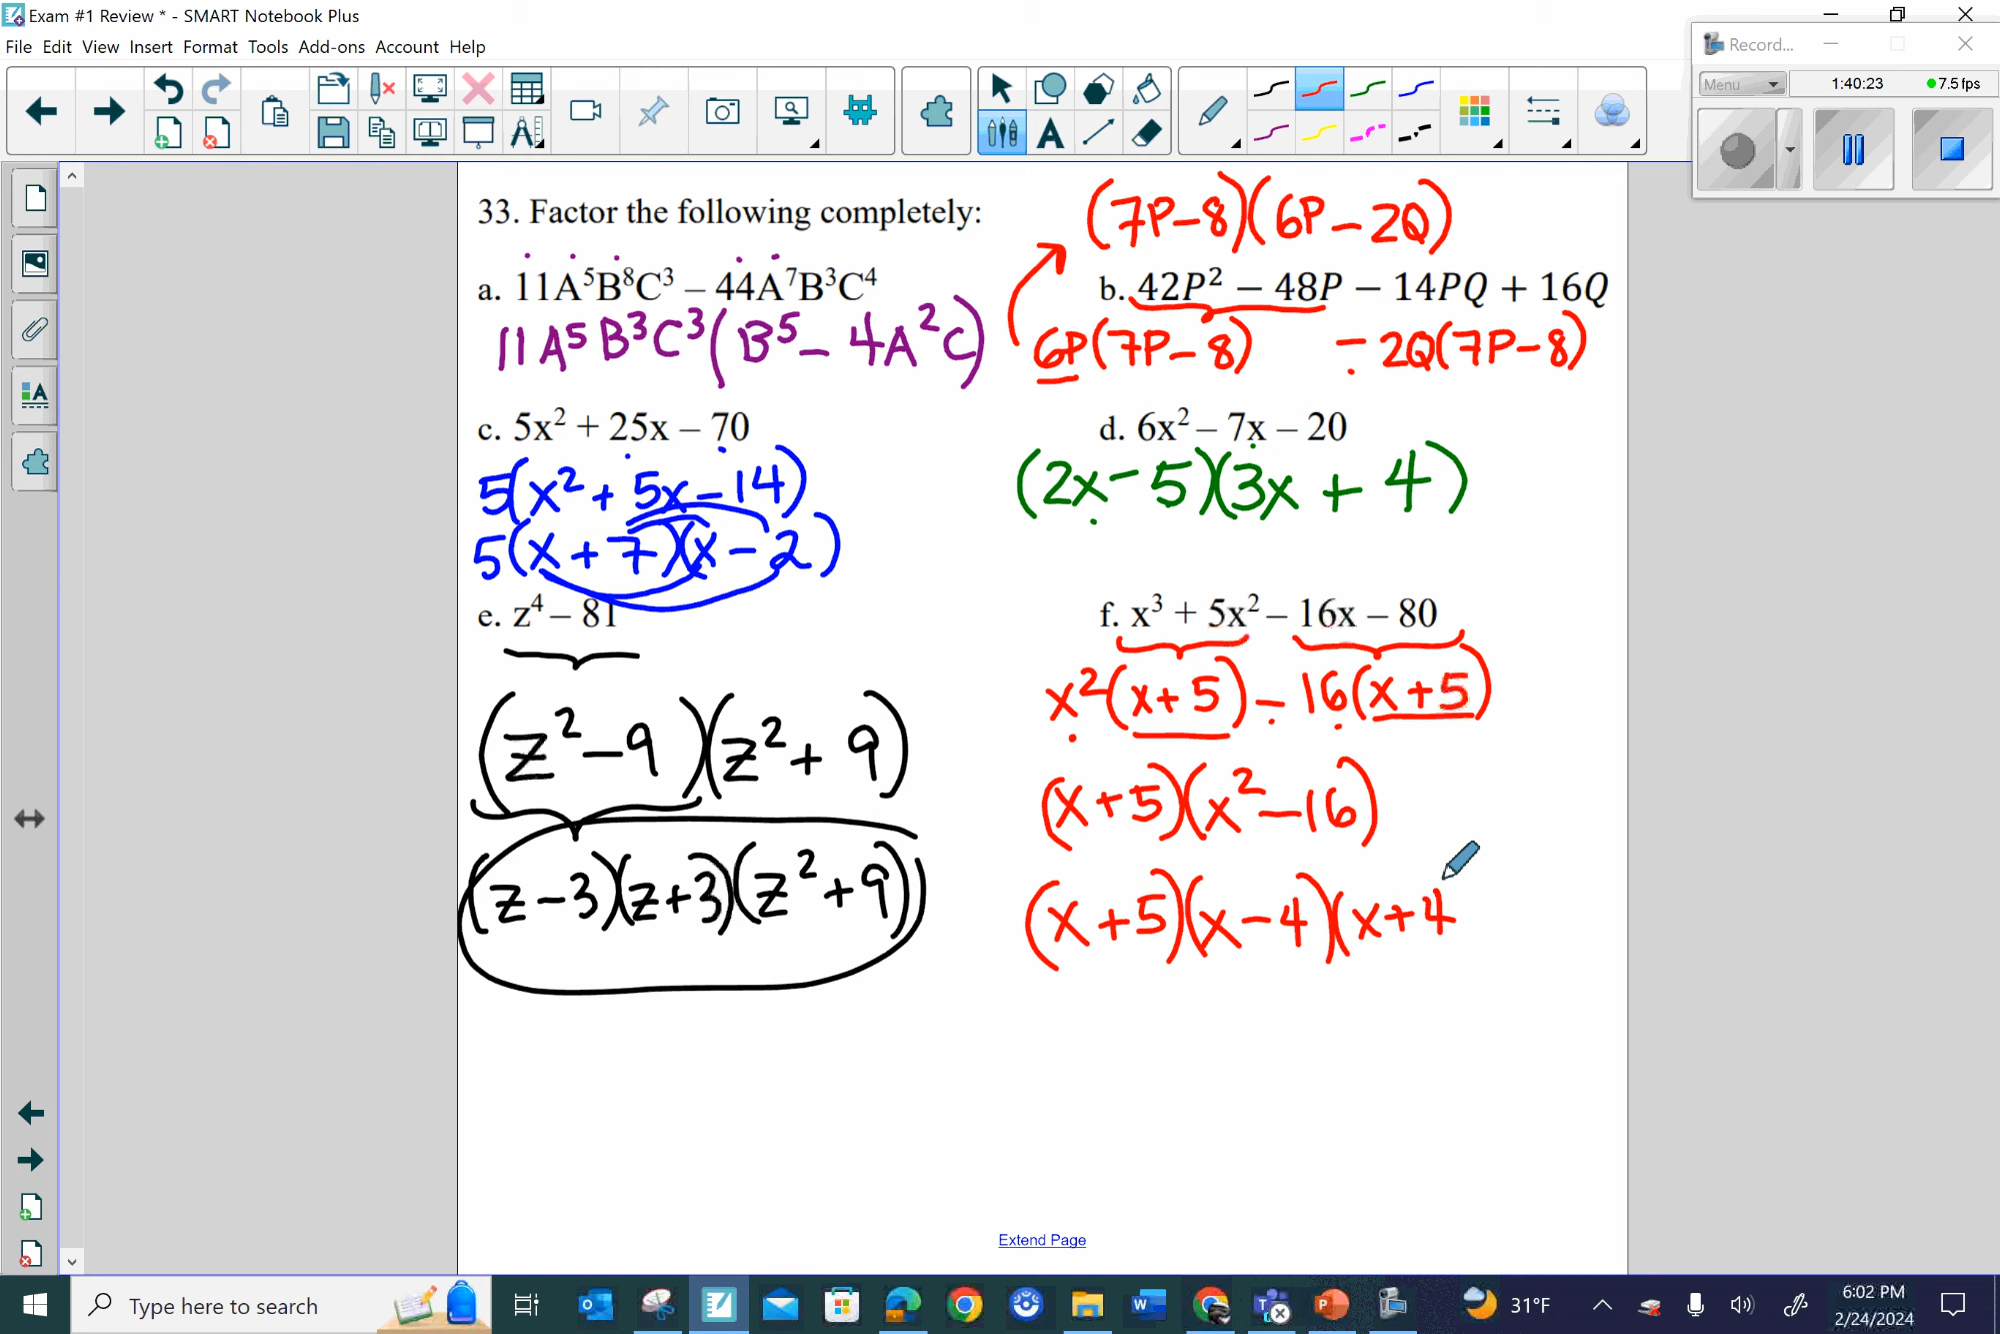 Exam #1 Review * - SMART Notebook Plus
File Edit View Insert Format Tools Add-ons Account Help
Record...
Menu 1:40:23 7.5 fps
33. Factor the following completely:
(7P-8)(6P-2Q)
a. 11A⁵B⁸C³ – 44A⁷B³C⁴
11A⁵B³C³(B⁵-4A²C)
b. 42P² − 48P − 14PQ + 16Q
6P(7P-8) -2Q(7P-8)
c. 5x² + 25x – 70
5(x²+5x-14)
5(x+7)(x-2)
d. 6x² – 7x – 20
(2x-5)(3x+4)
e. z⁴ – 81
(z²-9)(z²+9)
(z-3)(z+3)(z²+9)
f. x³ + 5x² – 16x – 80
x²(x+5)-16(x+5)
(x+5)(x²-16)
(x+5)(x-4)(x+4
Extend Page
Type here to search
31°F
6:02 PM
2/24/2024